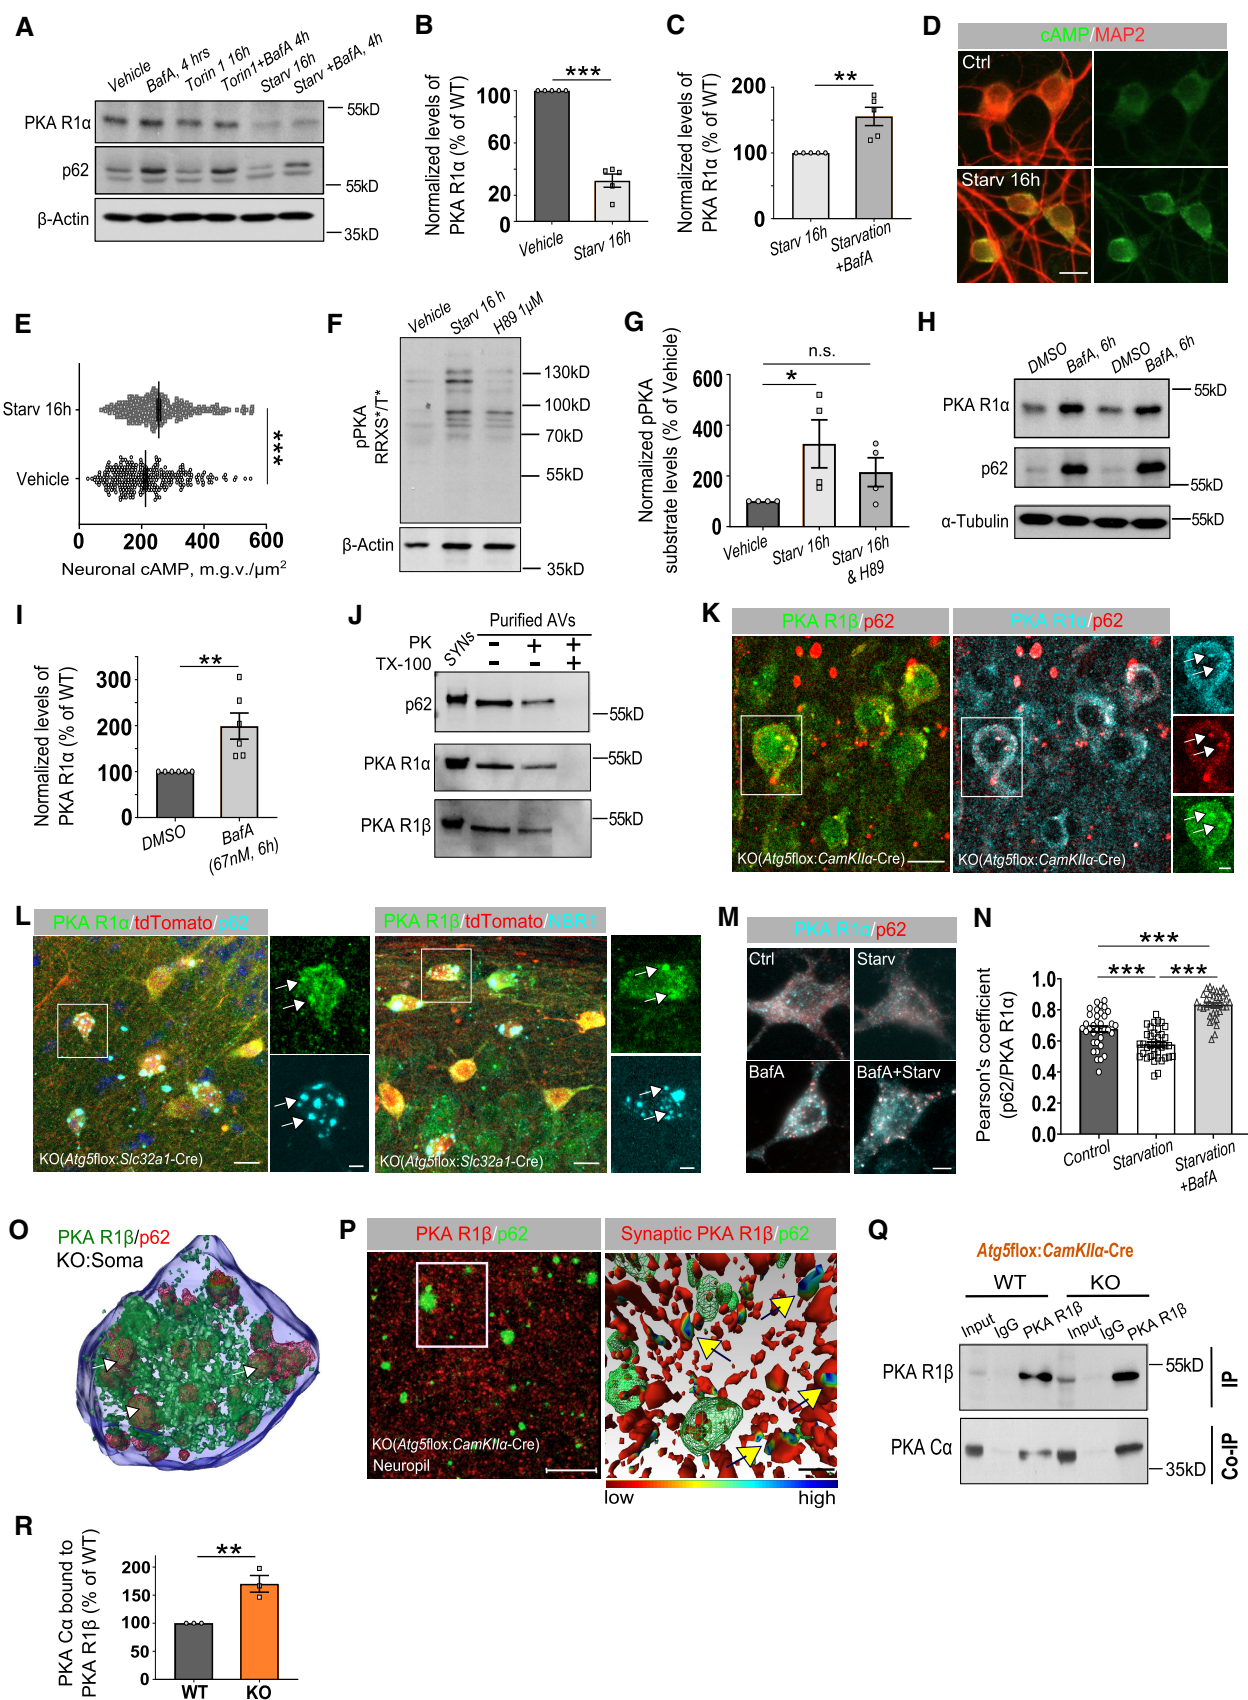 A
Vehicle
BafA, 4 hrs
Torin 1 16h
Torin1+BafA 4h
Starv 16h
Starv +BafA, 4h
PKA R1α
55kD
p62
55kD
β-Actin
35kD
B
Normalized levels of
PKA R1α (% of WT)
100
80
60
40
20
0
***
Vehicle
Starv 16h
C
Normalized levels of
PKA R1α (% of WT)
200
100
0
**
Starv 16h
Starvation
+BafA
D
cAMP/MAP2
Ctrl
Starv 16h
E
Starv 16h
Vehicle
***
0 200 400 600
Neuronal cAMP, m.g.v./µm²
F
Vehicle
Starv 16 h
H89 1µM
pPKA
RRXS*/T*
130kD
100kD
70kD
55kD
β-Actin
35kD
G
Normalized pPKA
substrate levels (% of Vehicle)
600
400
200
0
n.s.
*
Vehicle
Starv 16h
Starv 16h
& H89
H
DMSO
BafA, 6h
DMSO
BafA, 6h
PKA R1α
55kD
p62
55kD
α-Tubulin
55kD
I
Normalized levels of
PKA R1α (% of WT)
300
200
100
0
**
DMSO
BafA
(67nM, 6h)
J
SYNs
Purified AVs
PK − + +
TX-100 − − +
p62
55kD
PKA R1α
55kD
PKA R1β
55kD
K
PKA R1β/p62
PKA R1α/p62
KO(Atg5flox:CamKIIα-Cre)
KO(Atg5flox:CamKIIα-Cre)
L
PKA R1α/tdTomato/p62
PKA R1β/tdTomato/NBR1
KO(Atg5flox:Slc32a1-Cre)
KO(Atg5flox:Slc32a1-Cre)
M
PKA R1α/p62
Ctrl
Starv
BafA
BafA+Starv
N
Pearson's coefficient
(p62/PKA R1α)
1.0
0.8
0.6
0.4
0.2
0.0
***
*** ***
Control
Starvation
Starvation
+BafA
O
PKA R1β/p62
KO:Soma
P
PKA R1β/p62
Synaptic PKA R1β/p62
KO(Atg5flox:CamKIIα-Cre)
Neuropil
low
high
Q
Atg5flox:CamKIIα-Cre
WT
KO
Input
IgG
PKA R1β
Input
IgG
PKA R1β
PKA R1β
55kD
IP
PKA Cα
35kD
Co-IP
R
PKA Cα bound to
PKA R1β (% of WT)
200
150
100
50
0
**
WT
KO